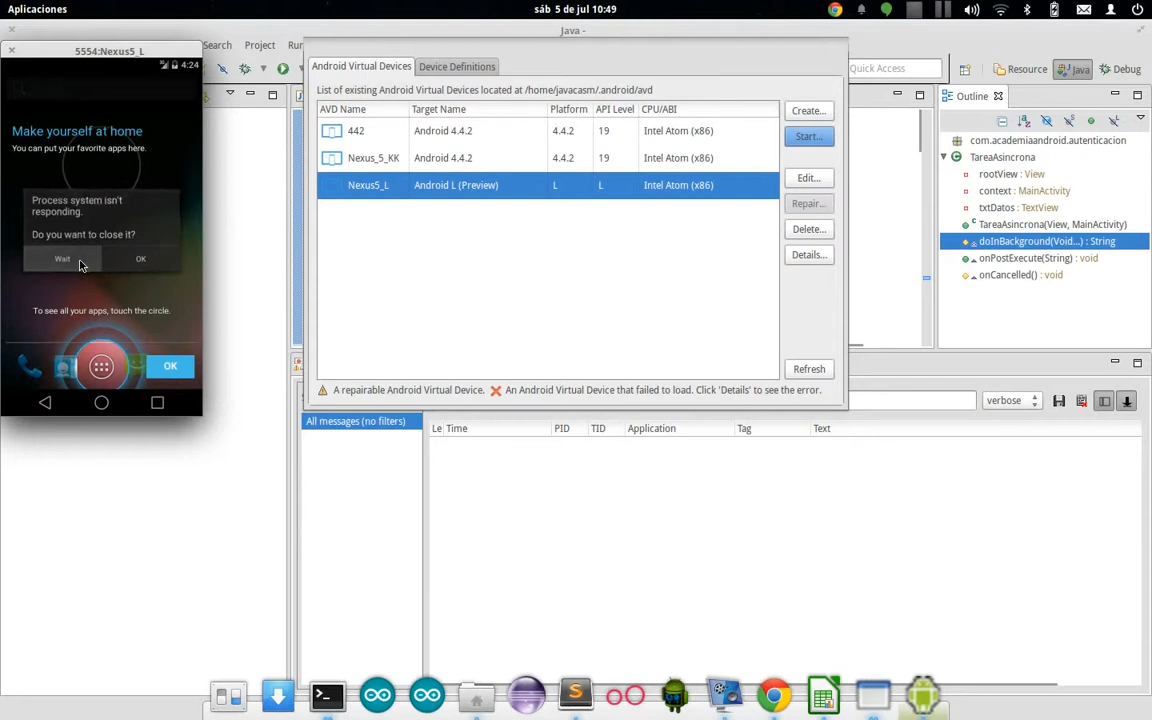 Aplicaciones
sáb 5 de jul 10:49
Java -
5554:Nexus5_L
Search
Project
Android Virtual Devices
Device Definitions
Quick Access
Resource
Java
Debug
4:24
List of existing Android Virtual Devices located at /home/javacasm/.android/avd
Outline
AVD Name Target Name Platform API Level CPU/ABI
Create...
442 Android 4.4.2 4.4.2 19 Intel Atom (x86)
Start...
Nexus_5_KK Android 4.4.2 4.4.2 19 Intel Atom (x86)
Nexus5_L Android L (Preview) L L Intel Atom (x86)
Edit...
Repair...
Delete...
Details...
Refresh
A repairable Android Virtual Device. An Android Virtual Device that failed to load. Click 'Details' to see the error.
Make yourself at home
You can put your favorite apps here.
Process system isn't
responding.
Do you want to close it?
Wait OK
To see all your apps, touch the circle.
OK
com.academiaandroid.autenticacion
TareaAsincrona
rootView : View
context : MainActivity
txtDatos : TextView
TareaAsincrona(View, MainActivity)
doInBackground(Void...) : String
onPostExecute(String) : void
onCancelled() : void
verbose
All messages (no filters)
Le Time PID TID Application Tag Text